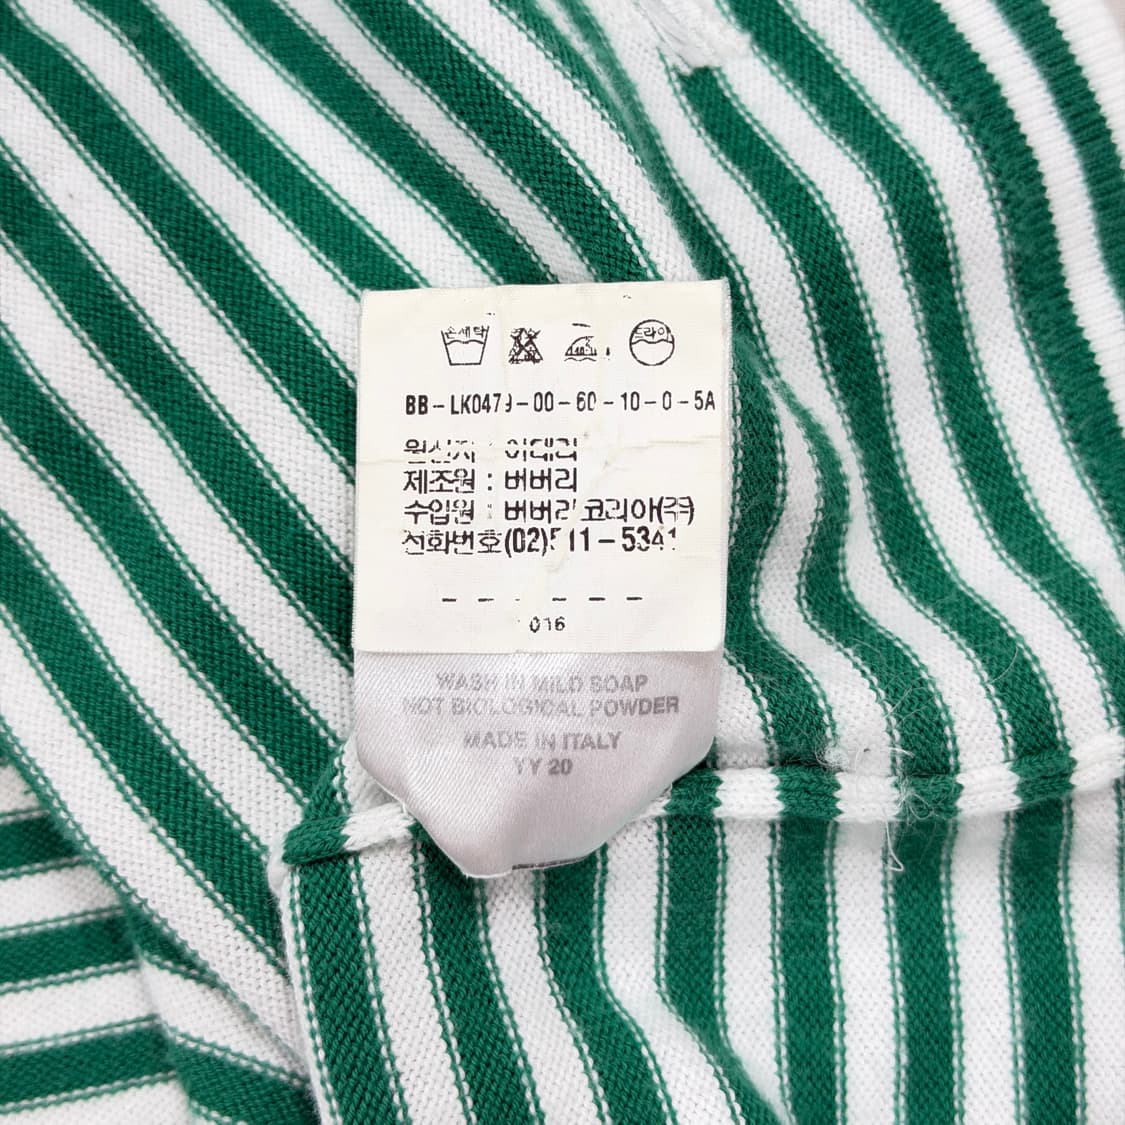 손세탁
드라이
BB-LK0479-00-60-10-0-5A
원산지 : 이태리
제조원 : 버버리
수입원 : 버버리코리아(주)
전화번호(02)511-5341
- - - - - -
016
WASH IN MILD SOAP
NOT BIOLOGICAL POWDER
MADE IN ITALY
YY 20